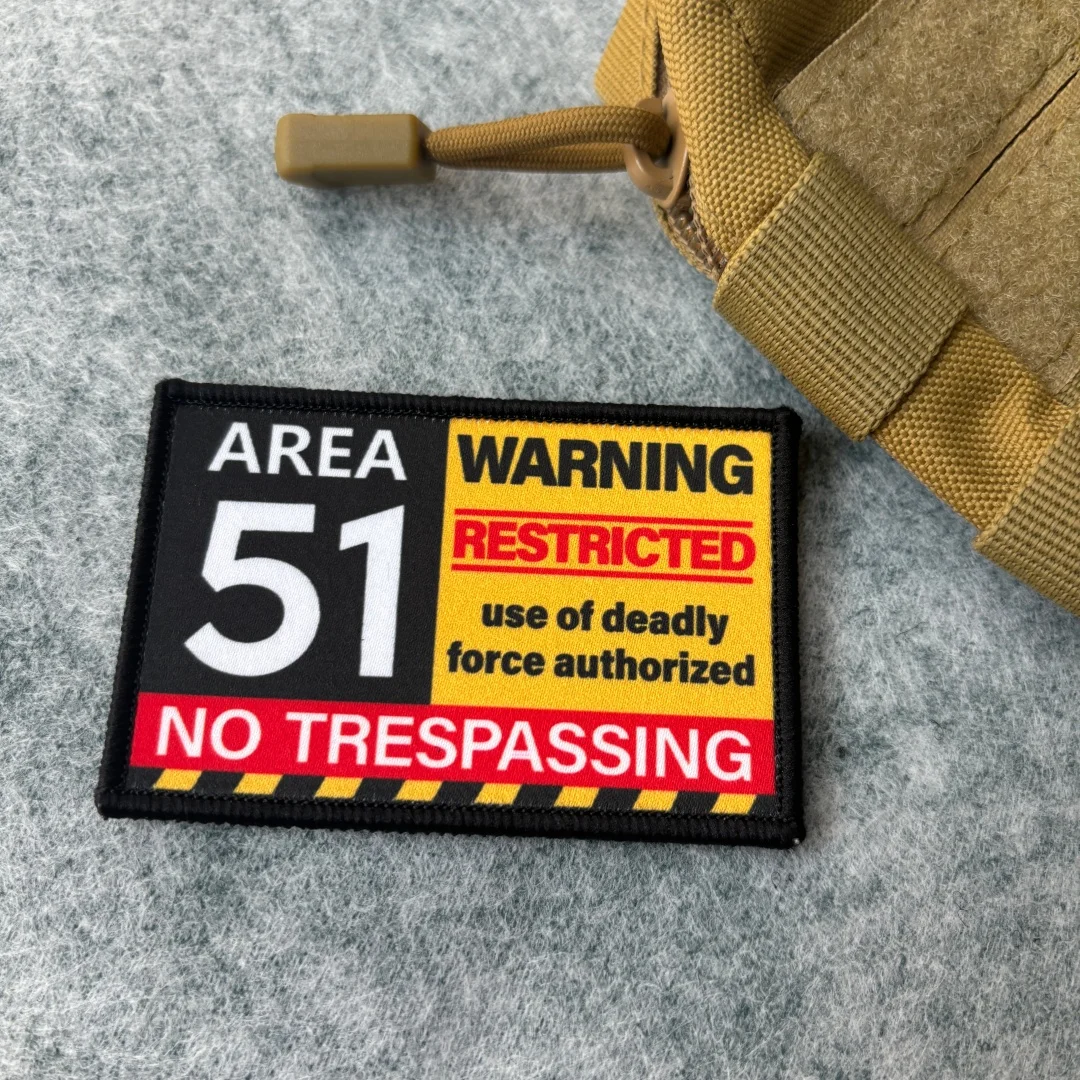 AREA
51
WARNING
RESTRICTED
use of deadly
force authorized
NO TRESPASSING